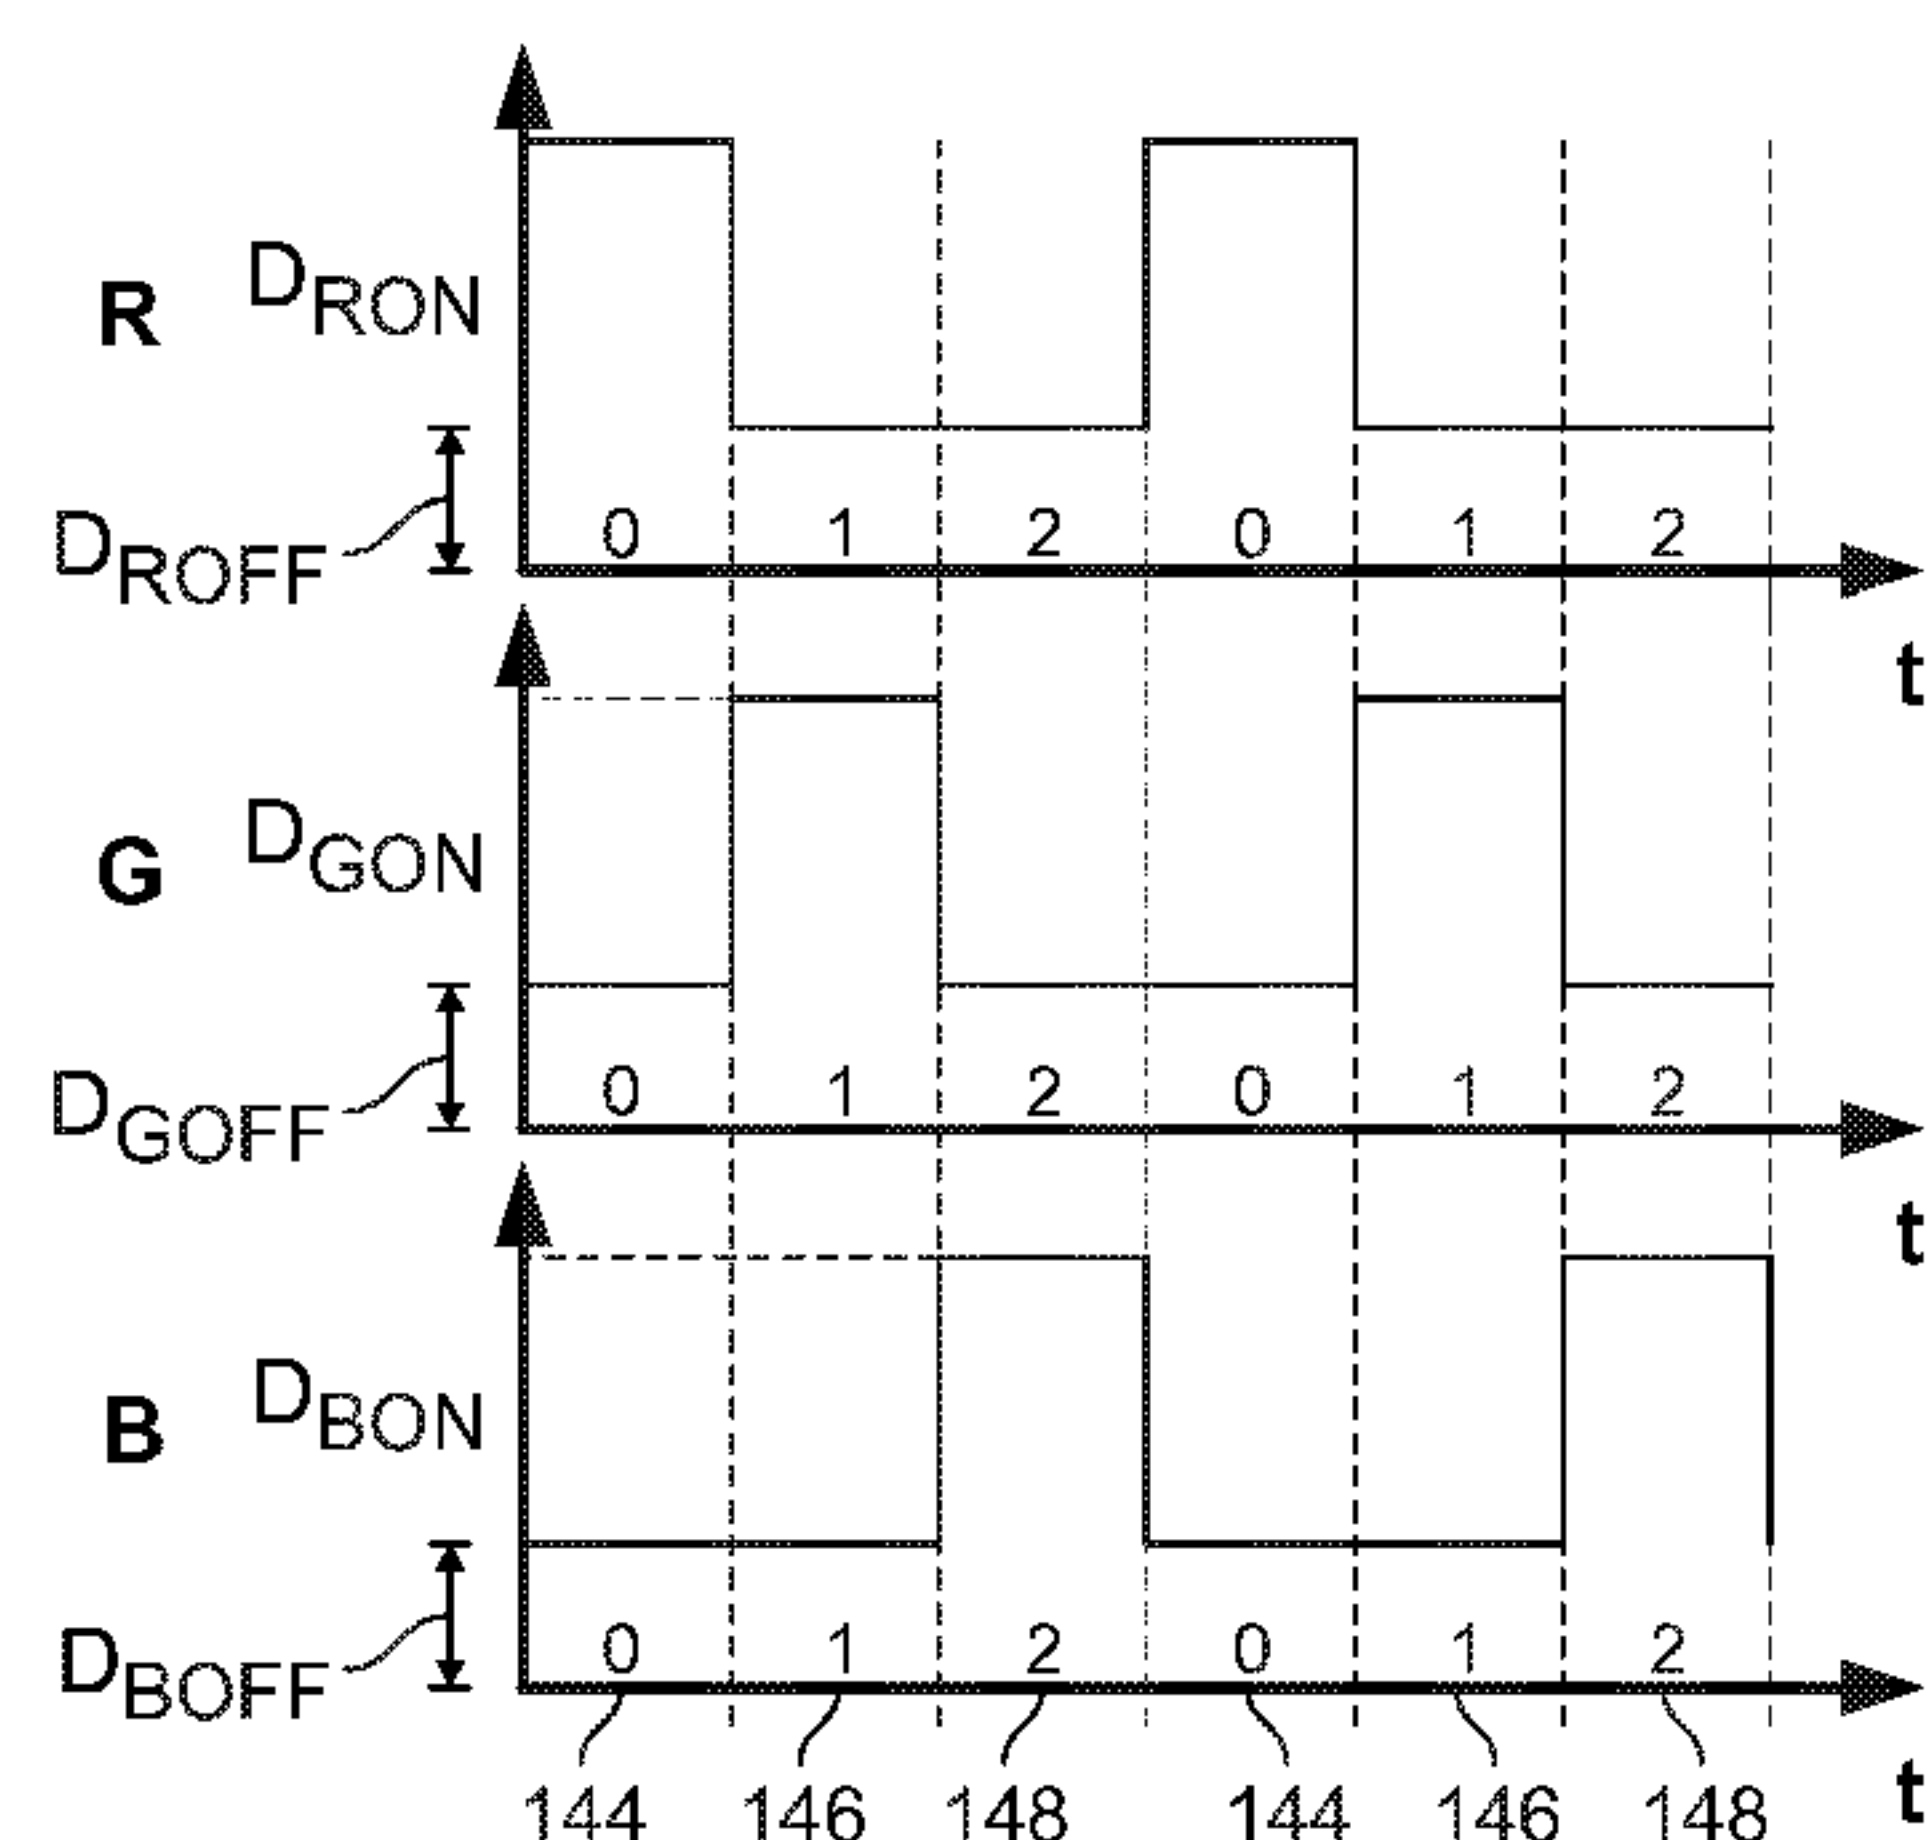 R D_RON
D_ROFF
0 1 2 0 1 2
t
G D_GON
D_GOFF
0 1 2 0 1 2
t
B D_BON
D_BOFF
0 1 2 0 1 2
144 146 148 144 146 148
t